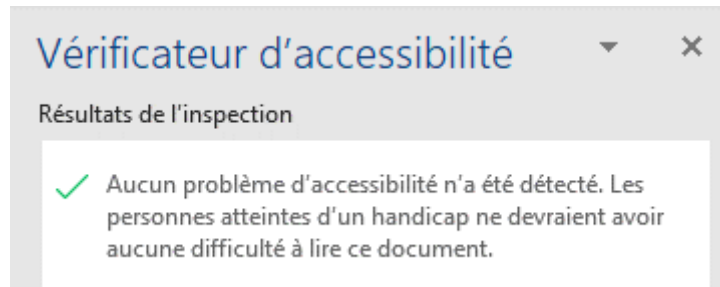 Vérificateur d'accessibilité
Résultats de l'inspection
Aucun problème d'accessibilité n'a été détecté. Les
personnes atteintes d'un handicap ne devraient avoir
aucune difficulté à lire ce document.